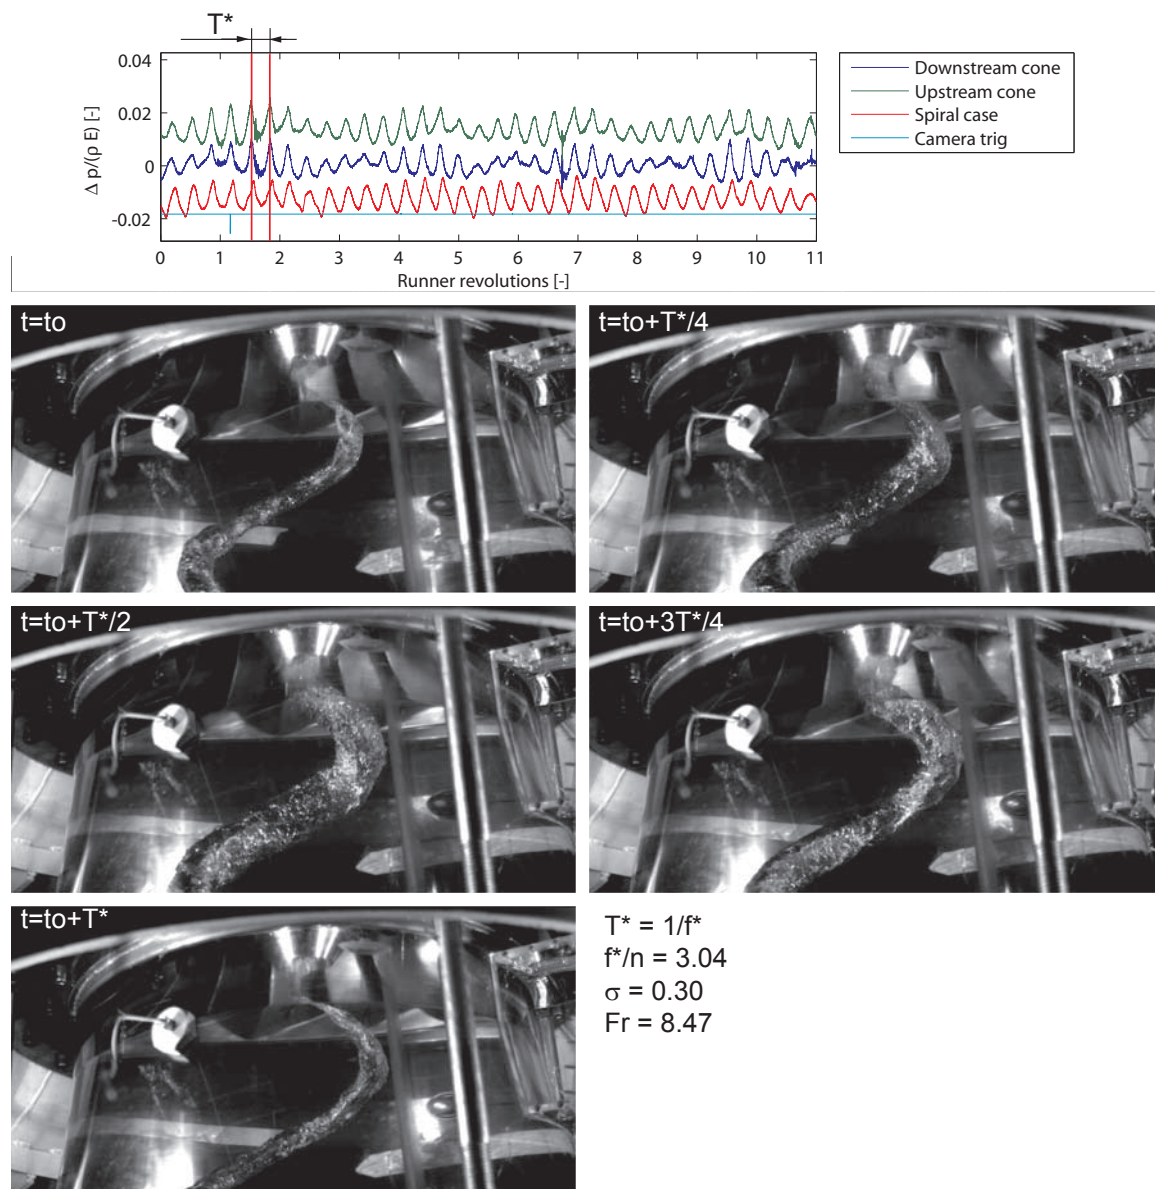 T*
0.04
0.02
0
-0.02
Δ p/(ρ E) [-]
0 1 2 3 4 5 6 7 8 9 10 11
Runner revolutions [-]
Downstream cone
Upstream cone
Spiral case
Camera trig
t=to
t=to+T*/4
t=to+T*/2
t=to+3T*/4
t=to+T*
T* = 1/f*
f*/n = 3.04
σ = 0.30
Fr = 8.47